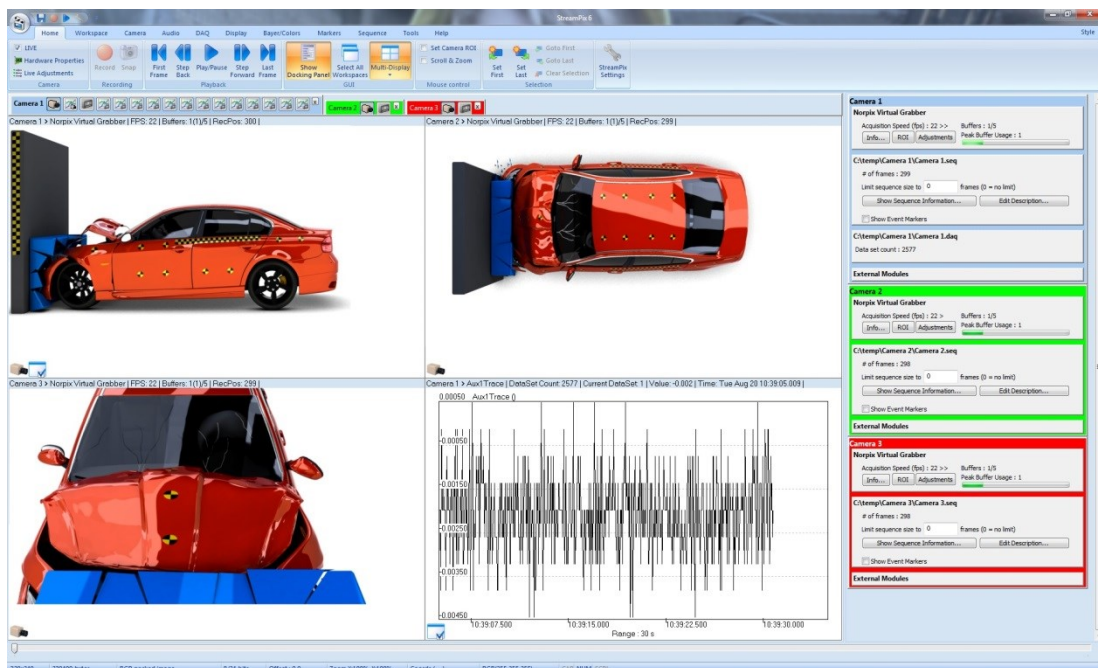 StreamPix 6
Home Workspace Camera Audio DAQ Display Bayer/Colors Markers Sequence Tools Help
Style
LIVE
Hardware Properties
Live Adjustments
Camera
Record Snap
Recording
First Frame
Step Back
Play/Pause
Step Forward
Last Frame
Playback
Show Docking Panel
Select All Workspaces
Multi-Display
GUI
Set Camera ROI
Scroll & Zoom
Mouse control
Set First
Set Last
Goto First
Goto Last
Clear Selection
Selection
StreamPix Settings
Camera 1
Camera 2
Camera 3
Camera 1 > Norpix Virtual Grabber | FPS: 22 | Buffers: 1(1)/5 | RecPos: 300 |
Camera 2 > Norpix Virtual Grabber | FPS: 22 | Buffers: 1(1)/5 | RecPos: 299 |
Camera 3 > Norpix Virtual Grabber | FPS: 22 | Buffers: 1(1)/5 | RecPos: 299 |
Camera 1 > Aux1Trace | DataSet Count: 2577 | Current DataSet: 1 | Value: -0.002 | Time: Tue Aug 20 10:39:05.009 |
0.00050 Aux1Trace ()
-0.00050
-0.00150
-0.00250
-0.00350
-0.00450
10:39:07.500 10:39:15.000 10:39:22.500 10:39:30.000
Range : 30 s
Camera 1
Norpix Virtual Grabber
Acquisition Speed (fps) : 22 >> Buffers : 1/5
Info... ROI Adjustments Peak Buffer Usage : 1
C:\temp\Camera 1\Camera 1.seq
# of frames : 299
Limit sequence size to 0 frames (0 = no limit)
Show Sequence Information... Edit Description...
Show Event Markers
C:\temp\Camera 1\Camera 1.daq
Data set count : 2577
External Modules
Camera 2
Norpix Virtual Grabber
Acquisition Speed (fps) : 22 > Buffers : 1/5
Info... ROI Adjustments Peak Buffer Usage : 1
C:\temp\Camera 2\Camera 2.seq
# of frames : 298
Limit sequence size to 0 frames (0 = no limit)
Show Sequence Information... Edit Description...
Show Event Markers
External Modules
Camera 3
Norpix Virtual Grabber
Acquisition Speed (fps) : 22 >> Buffers : 1/5
Info... ROI Adjustments Peak Buffer Usage : 1
C:\temp\Camera 3\Camera 3.seq
# of frames : 298
Limit sequence size to 0 frames (0 = no limit)
Show Sequence Information... Edit Description...
Show Event Markers
External Modules